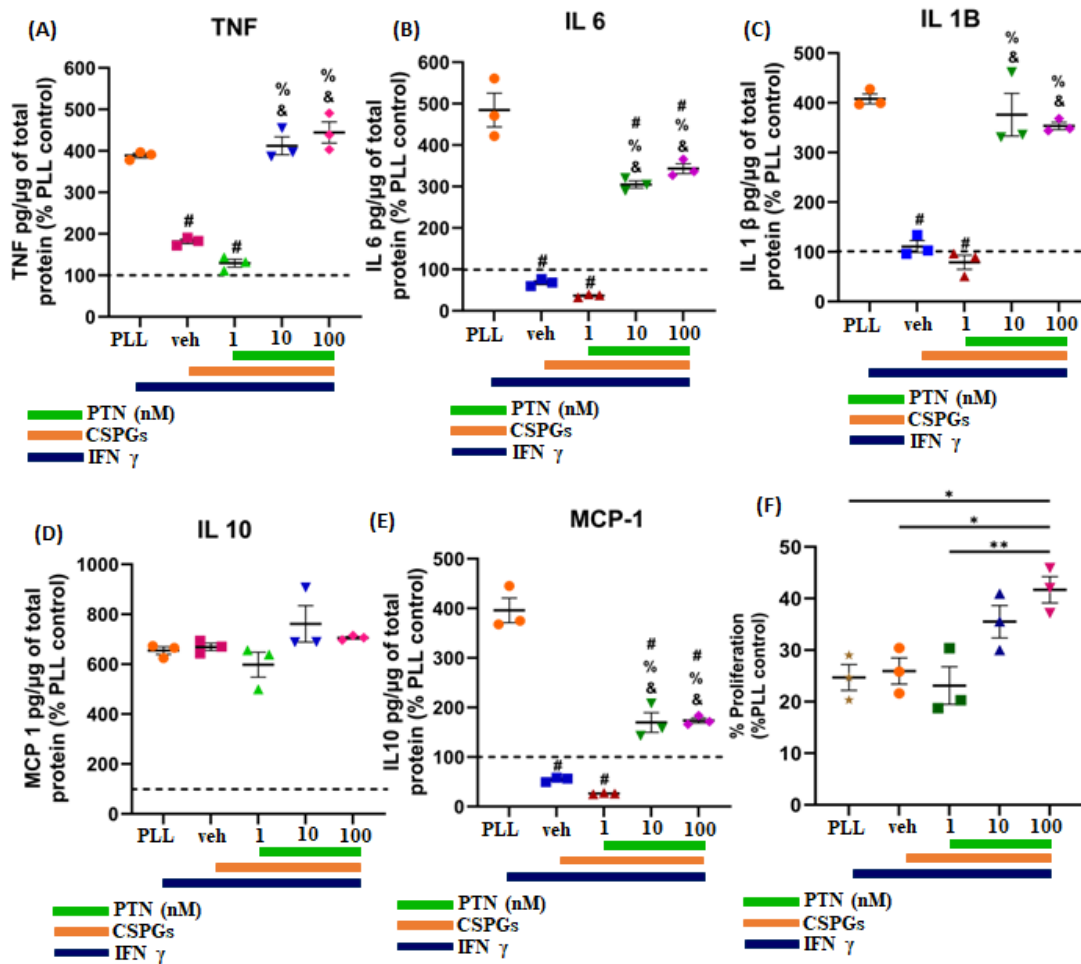 (A)
TNF
TNF pg/µg of total
protein (% PLL control)
600
500
400
300
200
100
0
#
#
%
&
%
&
PLL veh 1 10 100
PTN (nM)
CSPGs
IFN γ
(B)
IL 6
IL 6 pg/µg of total
protein (% PLL control)
600
500
400
300
200
100
0
#
#
#
%
&
#
%
&
PLL veh 1 10 100
PTN (nM)
CSPGs
IFN γ
(C)
IL 1B
IL 1 β pg/µg of total
protein (% PLL control)
500
400
300
200
100
0
#
#
%
&
%
&
PLL veh 1 10 100
PTN (nM)
CSPGs
IFN γ
(D)
IL 10
MCP 1 pg/µg of total
protein (% PLL control)
1000
800
600
400
200
0
PLL veh 1 10 100
PTN (nM)
CSPGs
IFN γ
(E)
MCP-1
IL10 pg/µg of total
protein (% PLL control)
500
400
300
200
100
0
#
#
#
%
&
#
%
&
PLL veh 1 10 100
PTN (nM)
CSPGs
IFN γ
(F)
% Proliferation
(%PLL control)
50
40
30
20
10
0
*
*
**
PLL veh 1 10 100
PTN (nM)
CSPGs
IFN γ